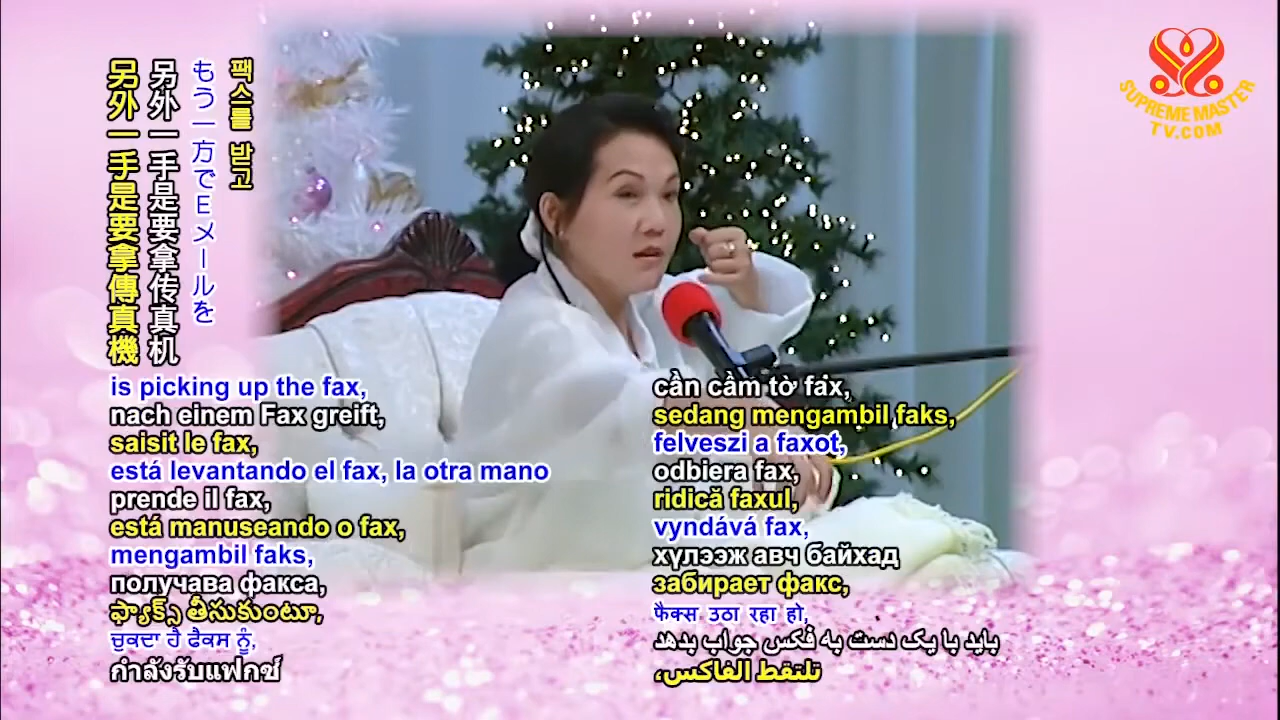 SUPREME MASTER
TV.COM
팩스를 받고
もう一方でEメールを
另外一手是要拿传真机
另外一手是要拿傳真機
is picking up the fax,
nach einem Fax greift,
saisit le fax,
está levantando el fax, la otra mano
prende il fax,
está manuseando o fax,
mengambil faks,
получава факса,
ఫ్యాక్స్ తీసుకుంటూ,
ਚੁਕਦਾ ਹੈ ਫੈਕਸ ਨੂੰ,
กำลังรับแฟกซ์
cần cầm tờ fax,
sedang mengambil faks,
felveszi a faxot,
odbiera fax,
ridică faxul,
vyndává fax,
хүлээж авч байхад
забирает факс,
फैक्स उठा रहा हो,
باید با یک دست به فکس جواب بدهد
تلتقط الفاكس،